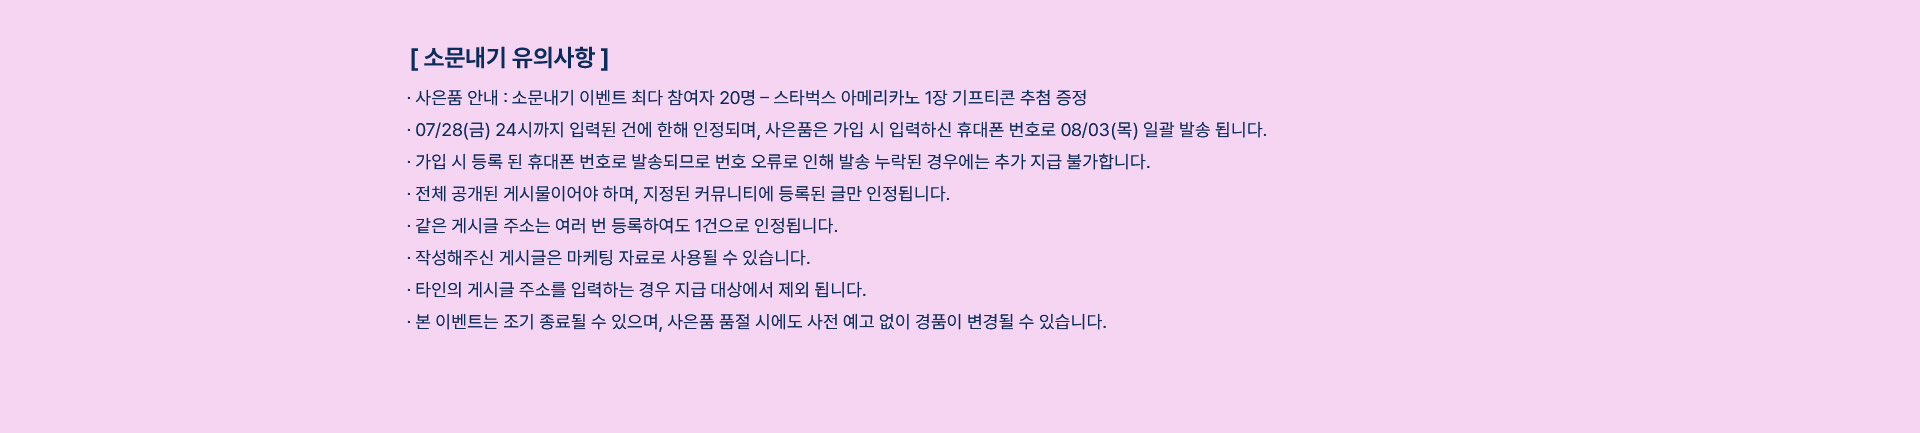 [ 소문내기 유의사항 ]
· 사은품 안내 : 소문내기 이벤트 최다 참여자 20명 – 스타벅스 아메리카노 1장 기프티콘 추첨 증정
· 07/28(금) 24시까지 입력된 건에 한해 인정되며, 사은품은 가입 시 입력하신 휴대폰 번호로 08/03(목) 일괄 발송 됩니다.
· 가입 시 등록 된 휴대폰 번호로 발송되므로 번호 오류로 인해 발송 누락된 경우에는 추가 지급 불가합니다.
· 전체 공개된 게시물이어야 하며, 지정된 커뮤니티에 등록된 글만 인정됩니다.
· 같은 게시글 주소는 여러 번 등록하여도 1건으로 인정됩니다.
· 작성해주신 게시글은 마케팅 자료로 사용될 수 있습니다.
· 타인의 게시글 주소를 입력하는 경우 지급 대상에서 제외 됩니다.
· 본 이벤트는 조기 종료될 수 있으며, 사은품 품절 시에도 사전 예고 없이 경품이 변경될 수 있습니다.